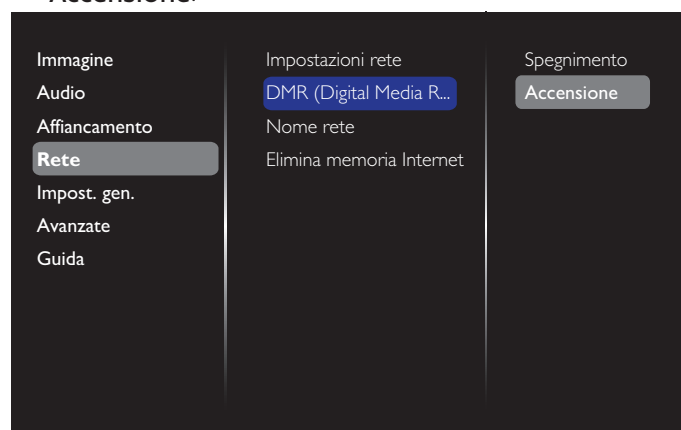 Accensione.
Immagine
Audio
Affiancamento
Rete
Impost. gen.
Avanzate
Guida
Impostazioni rete
DMR (Digital Media R...
Nome rete
Elimina memoria Internet
Spegnimento
Accensione